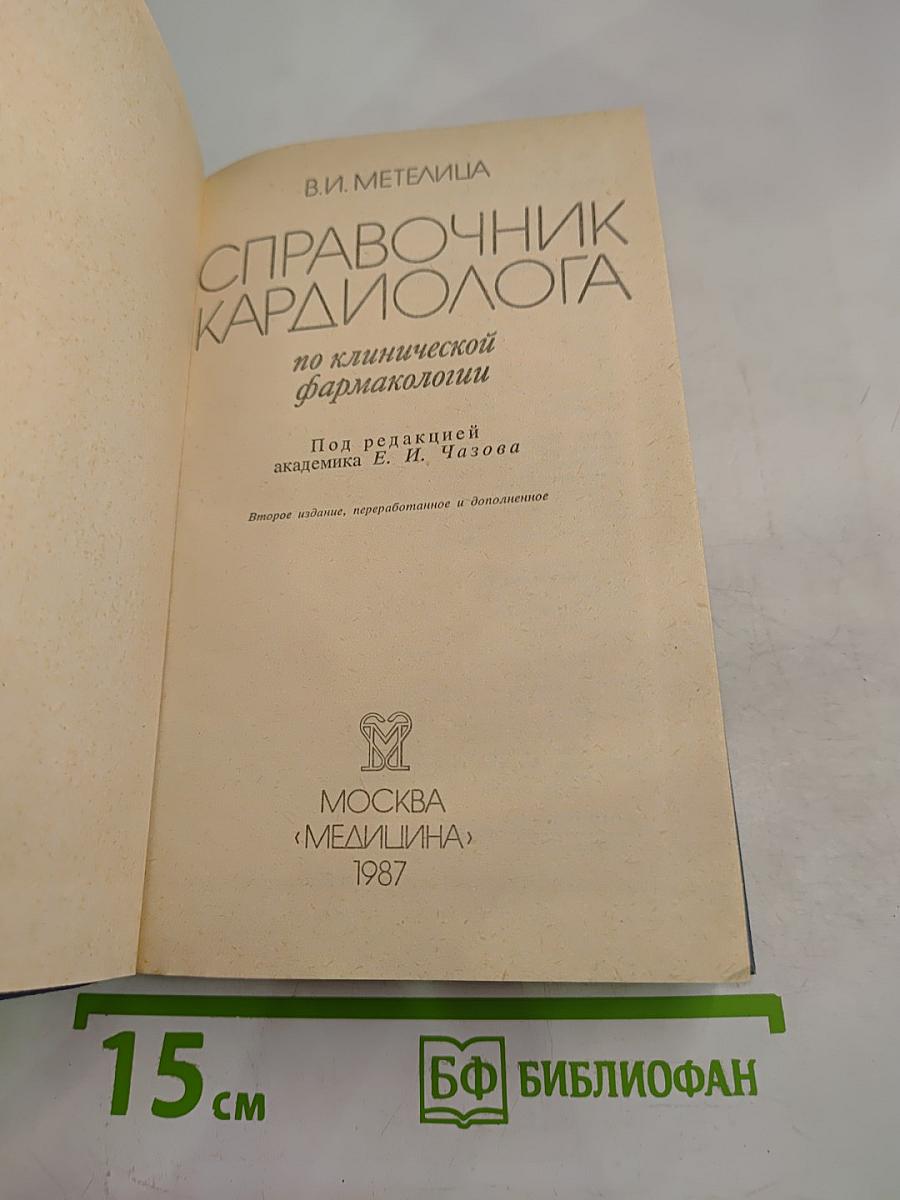 В.И. МЕТЕЛИЦА
СПРАВОЧНИК
КАРДИОЛОГА
по клинической
фармакологии
Под редакцией
академика Е. И. Чазова
Второе издание, переработанное и дополненное
МОСКВА
‹МЕДИЦИНА›
1987
15 см
БФ БИБЛИОФАН